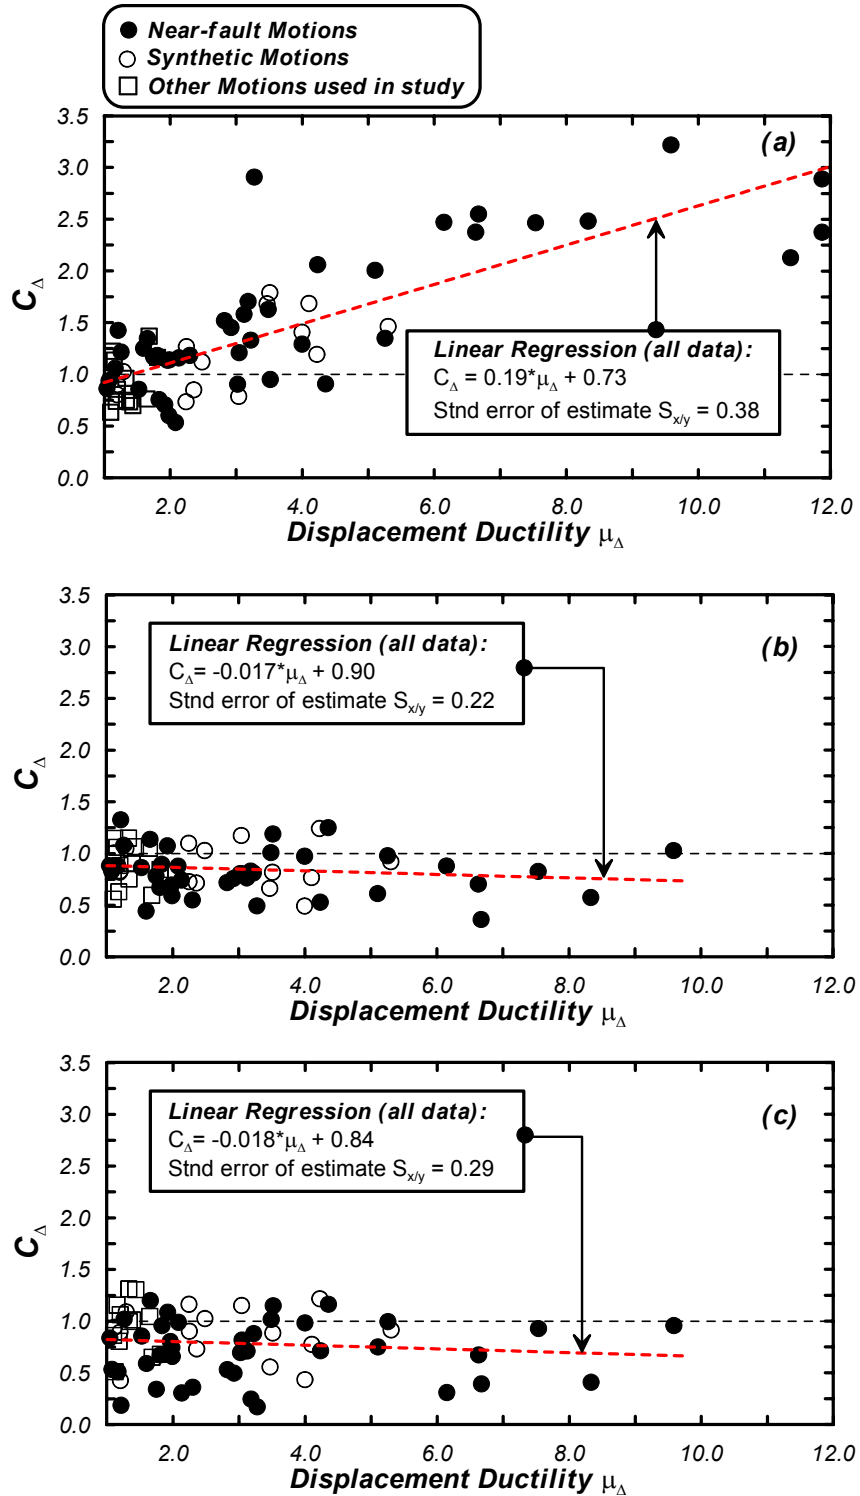 Near-fault Motions
Synthetic Motions
Other Motions used in study
3.5
(a)
3.0
2.5
2.0
C_Δ
1.5
Linear Regression (all data):
1.0
C_Δ = 0.19*μ_Δ + 0.73
0.5
Stnd error of estimate S_x/y = 0.38
0.0
2.0 4.0 6.0 8.0 10.0 12.0
Displacement Ductility μ_Δ
3.5
(b)
3.0
Linear Regression (all data):
C_Δ= -0.017*μ_Δ + 0.90
2.5
Stnd error of estimate S_x/y = 0.22
2.0
C_Δ
1.5
1.0
0.5
0.0
2.0 4.0 6.0 8.0 10.0 12.0
Displacement Ductility μ_Δ
3.5
(c)
3.0
Linear Regression (all data):
C_Δ= -0.018*μ_Δ + 0.84
2.5
Stnd error of estimate S_x/y = 0.29
2.0
C_Δ
1.5
1.0
0.5
0.0
2.0 4.0 6.0 8.0 10.0 12.0
Displacement Ductility μ_Δ